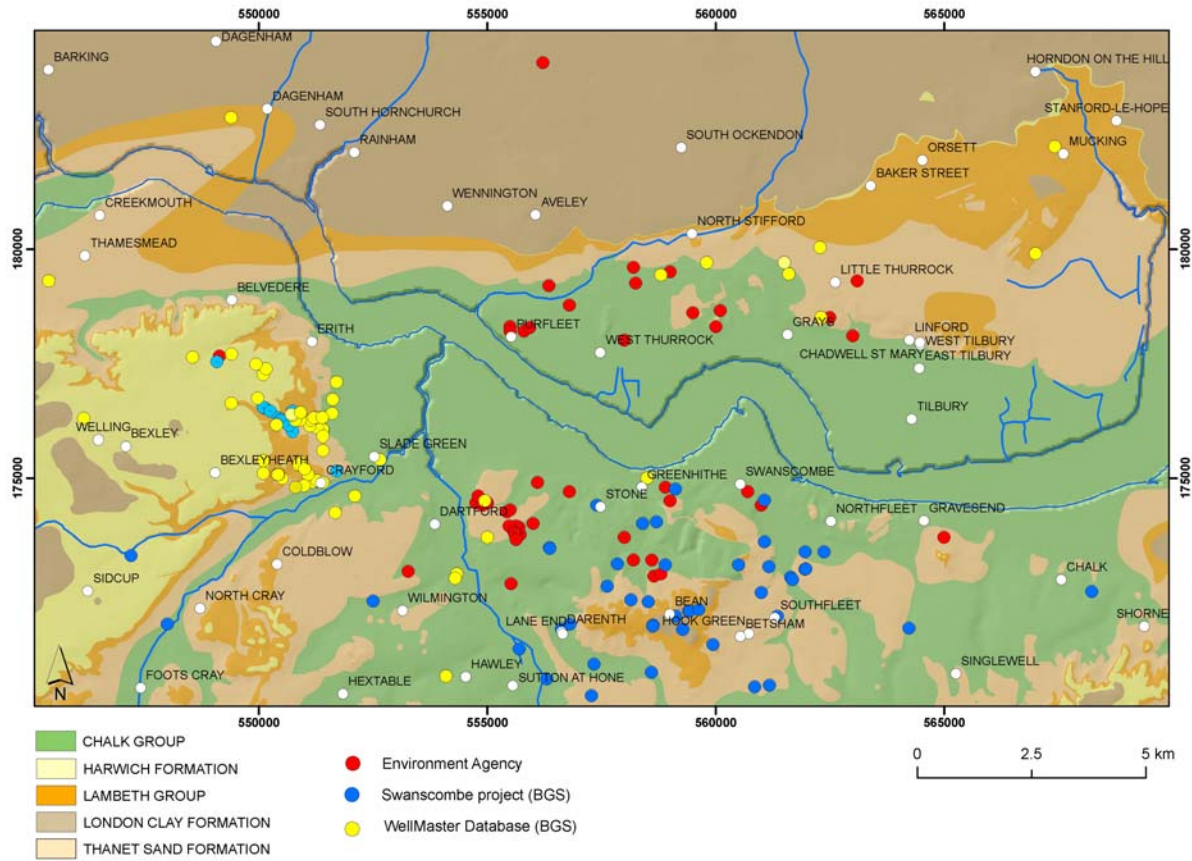 550000 555000 560000 565000
DAGENHAM
BARKING
HORNDON ON THE HILL
DAGENHAM
SOUTH HORNCHURCH
STANFORD-LE-HOPE
RAINHAM
SOUTH OCKENDON
MUCKING
ORSETT
BAKER STREET
WENNINGTON
AVELEY
CREEKMOUTH
NORTH STIFFORD
180000
180000
THAMESMEAD
LITTLE THURROCK
BELVEDERE
ERITH
PURFLEET
GRAYS
LINFORD
WEST THURROCK
WEST TILBURY
CHADWELL ST MARY
EAST TILBURY
TILBURY
WELLING
BEXLEY
SLADE GREEN
BEXLEYHEATH
CRAYFORD
GREENHITHE
SWANSCOMBE
175000
175000
STONE
DARTFORD
NORTHFLEET
GRAVESEND
COLDBLOW
CHALK
SIDCUP
NORTH CRAY
WILMINGTON
BEAN
SOUTHFLEET
SHORNE
LANE END
DARENTH
HOOK GREEN
BETSHAM
FOOTS CRAY
HAWLEY
SINGLEWELL
HEXTABLE
SUTTON AT HONE
N
550000 555000 560000 565000
CHALK GROUP
HARWICH FORMATION
LAMBETH GROUP
LONDON CLAY FORMATION
THANET SAND FORMATION
Environment Agency
Swanscombe project (BGS)
WellMaster Database (BGS)
0 2.5 5 km